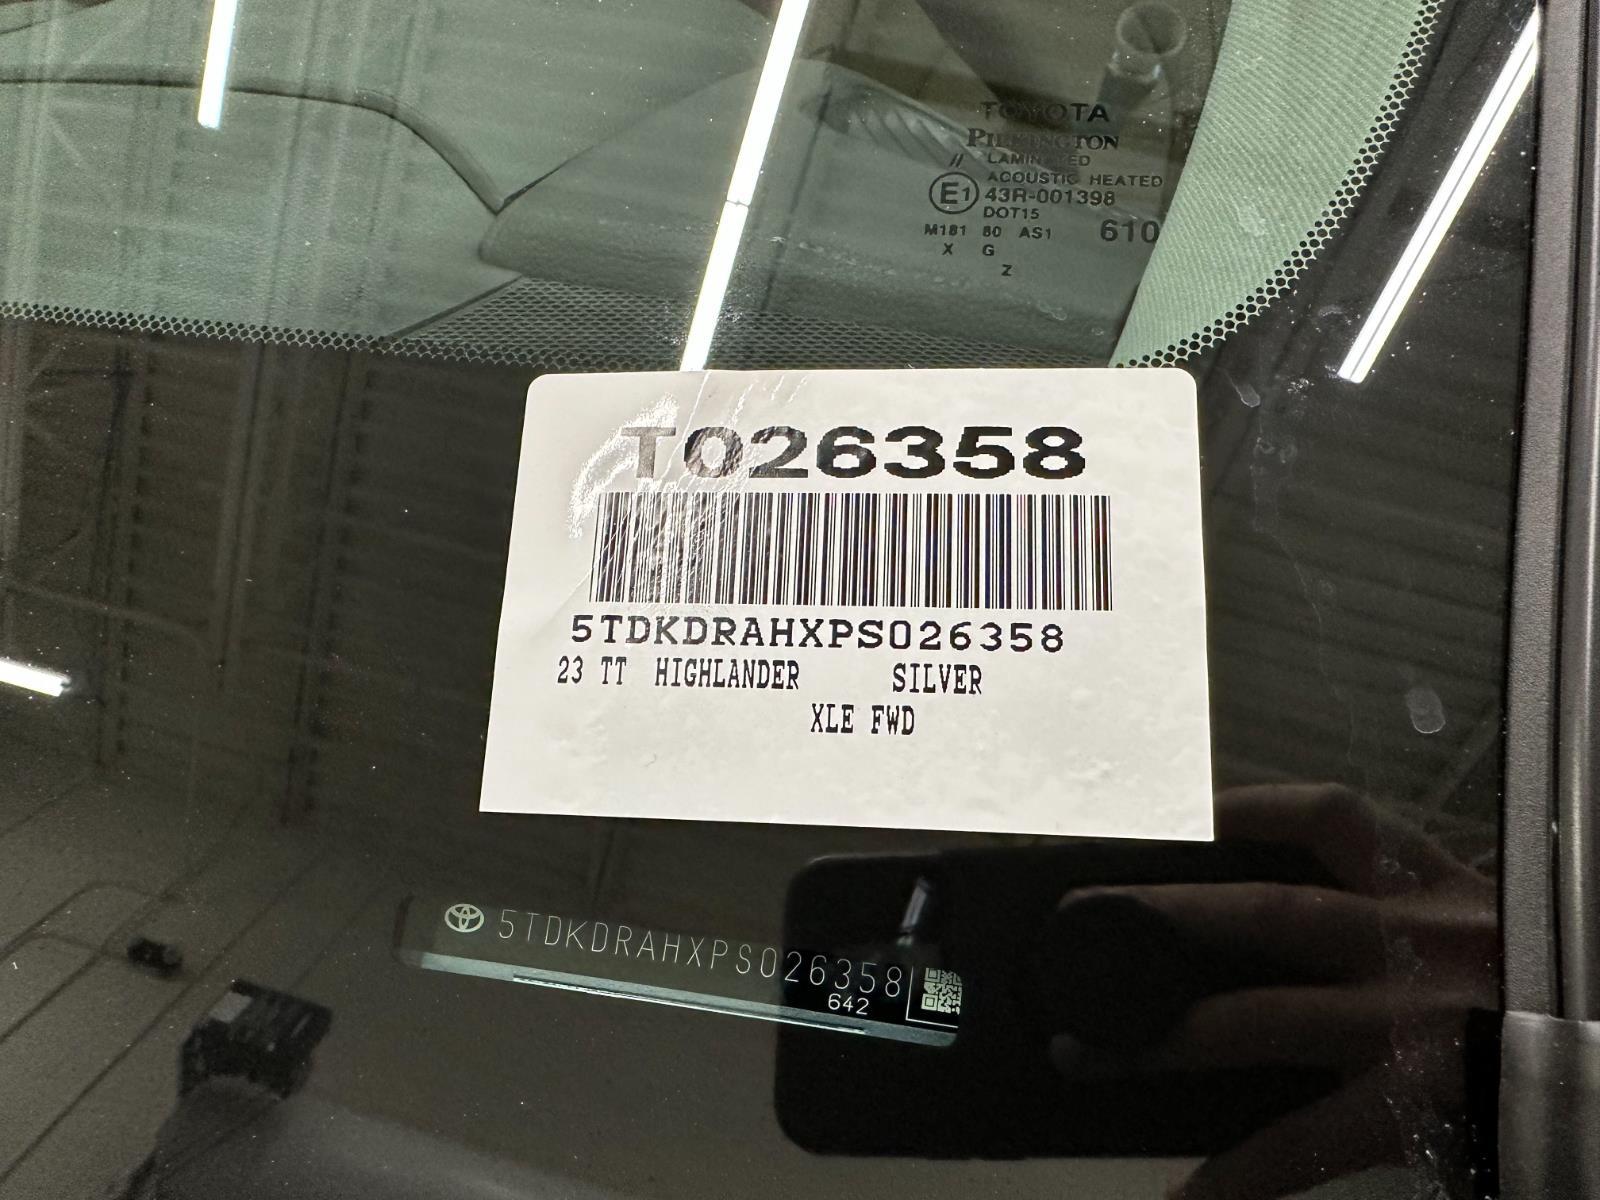 TOYOTA
PILKINGTON
// LAMINATED
ACOUSTIC HEATED
E1 43R-001398
DOT15
M181 80 AS1 610
X G
Z
T026358
5TDKDRAHXPS026358
23 TT HIGHLANDER SILVER
XLE FWD
5TDKDRAHXPS026358
642